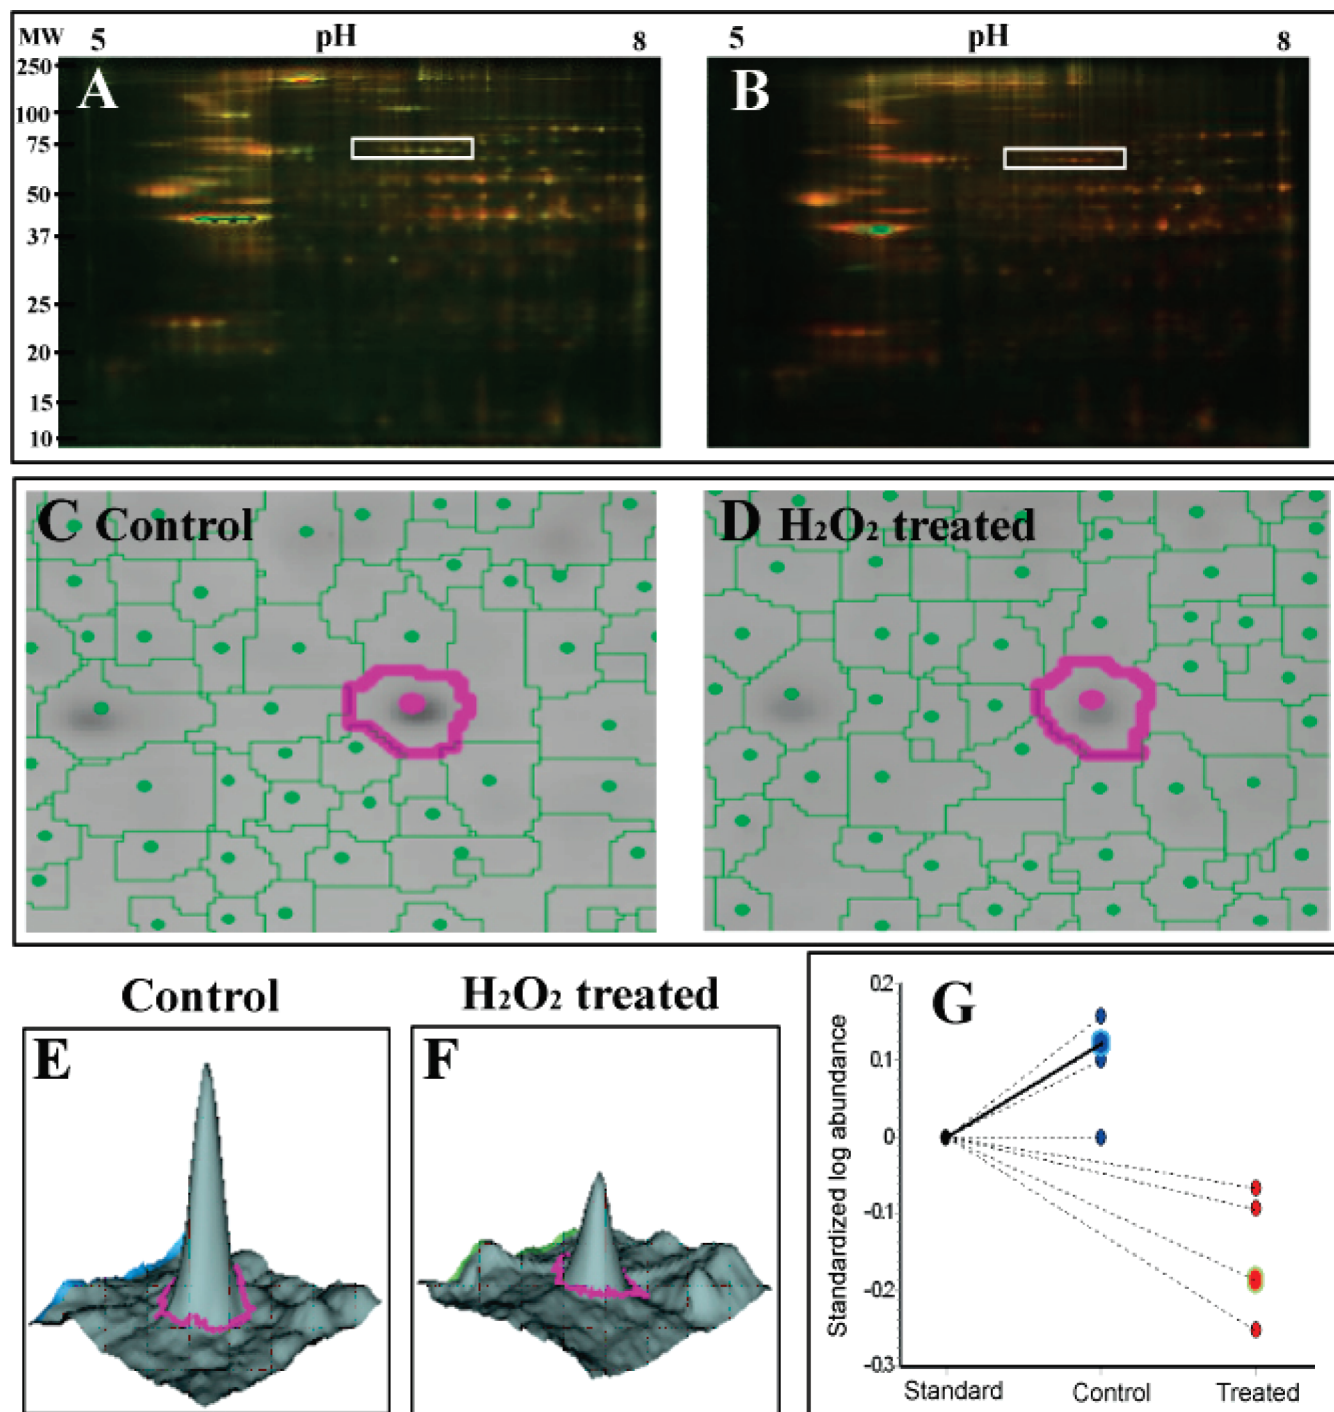 MW 5 pH 8 5 pH 8
250
100
75
50
37
25
20
15
10
A
B
C Control
D H₂O₂ treated
Control
H₂O₂ treated
E
F
G
Standardized log abundance
0.2
0.1
0
-0.1
-0.2
-0.3
Standard Control Treated